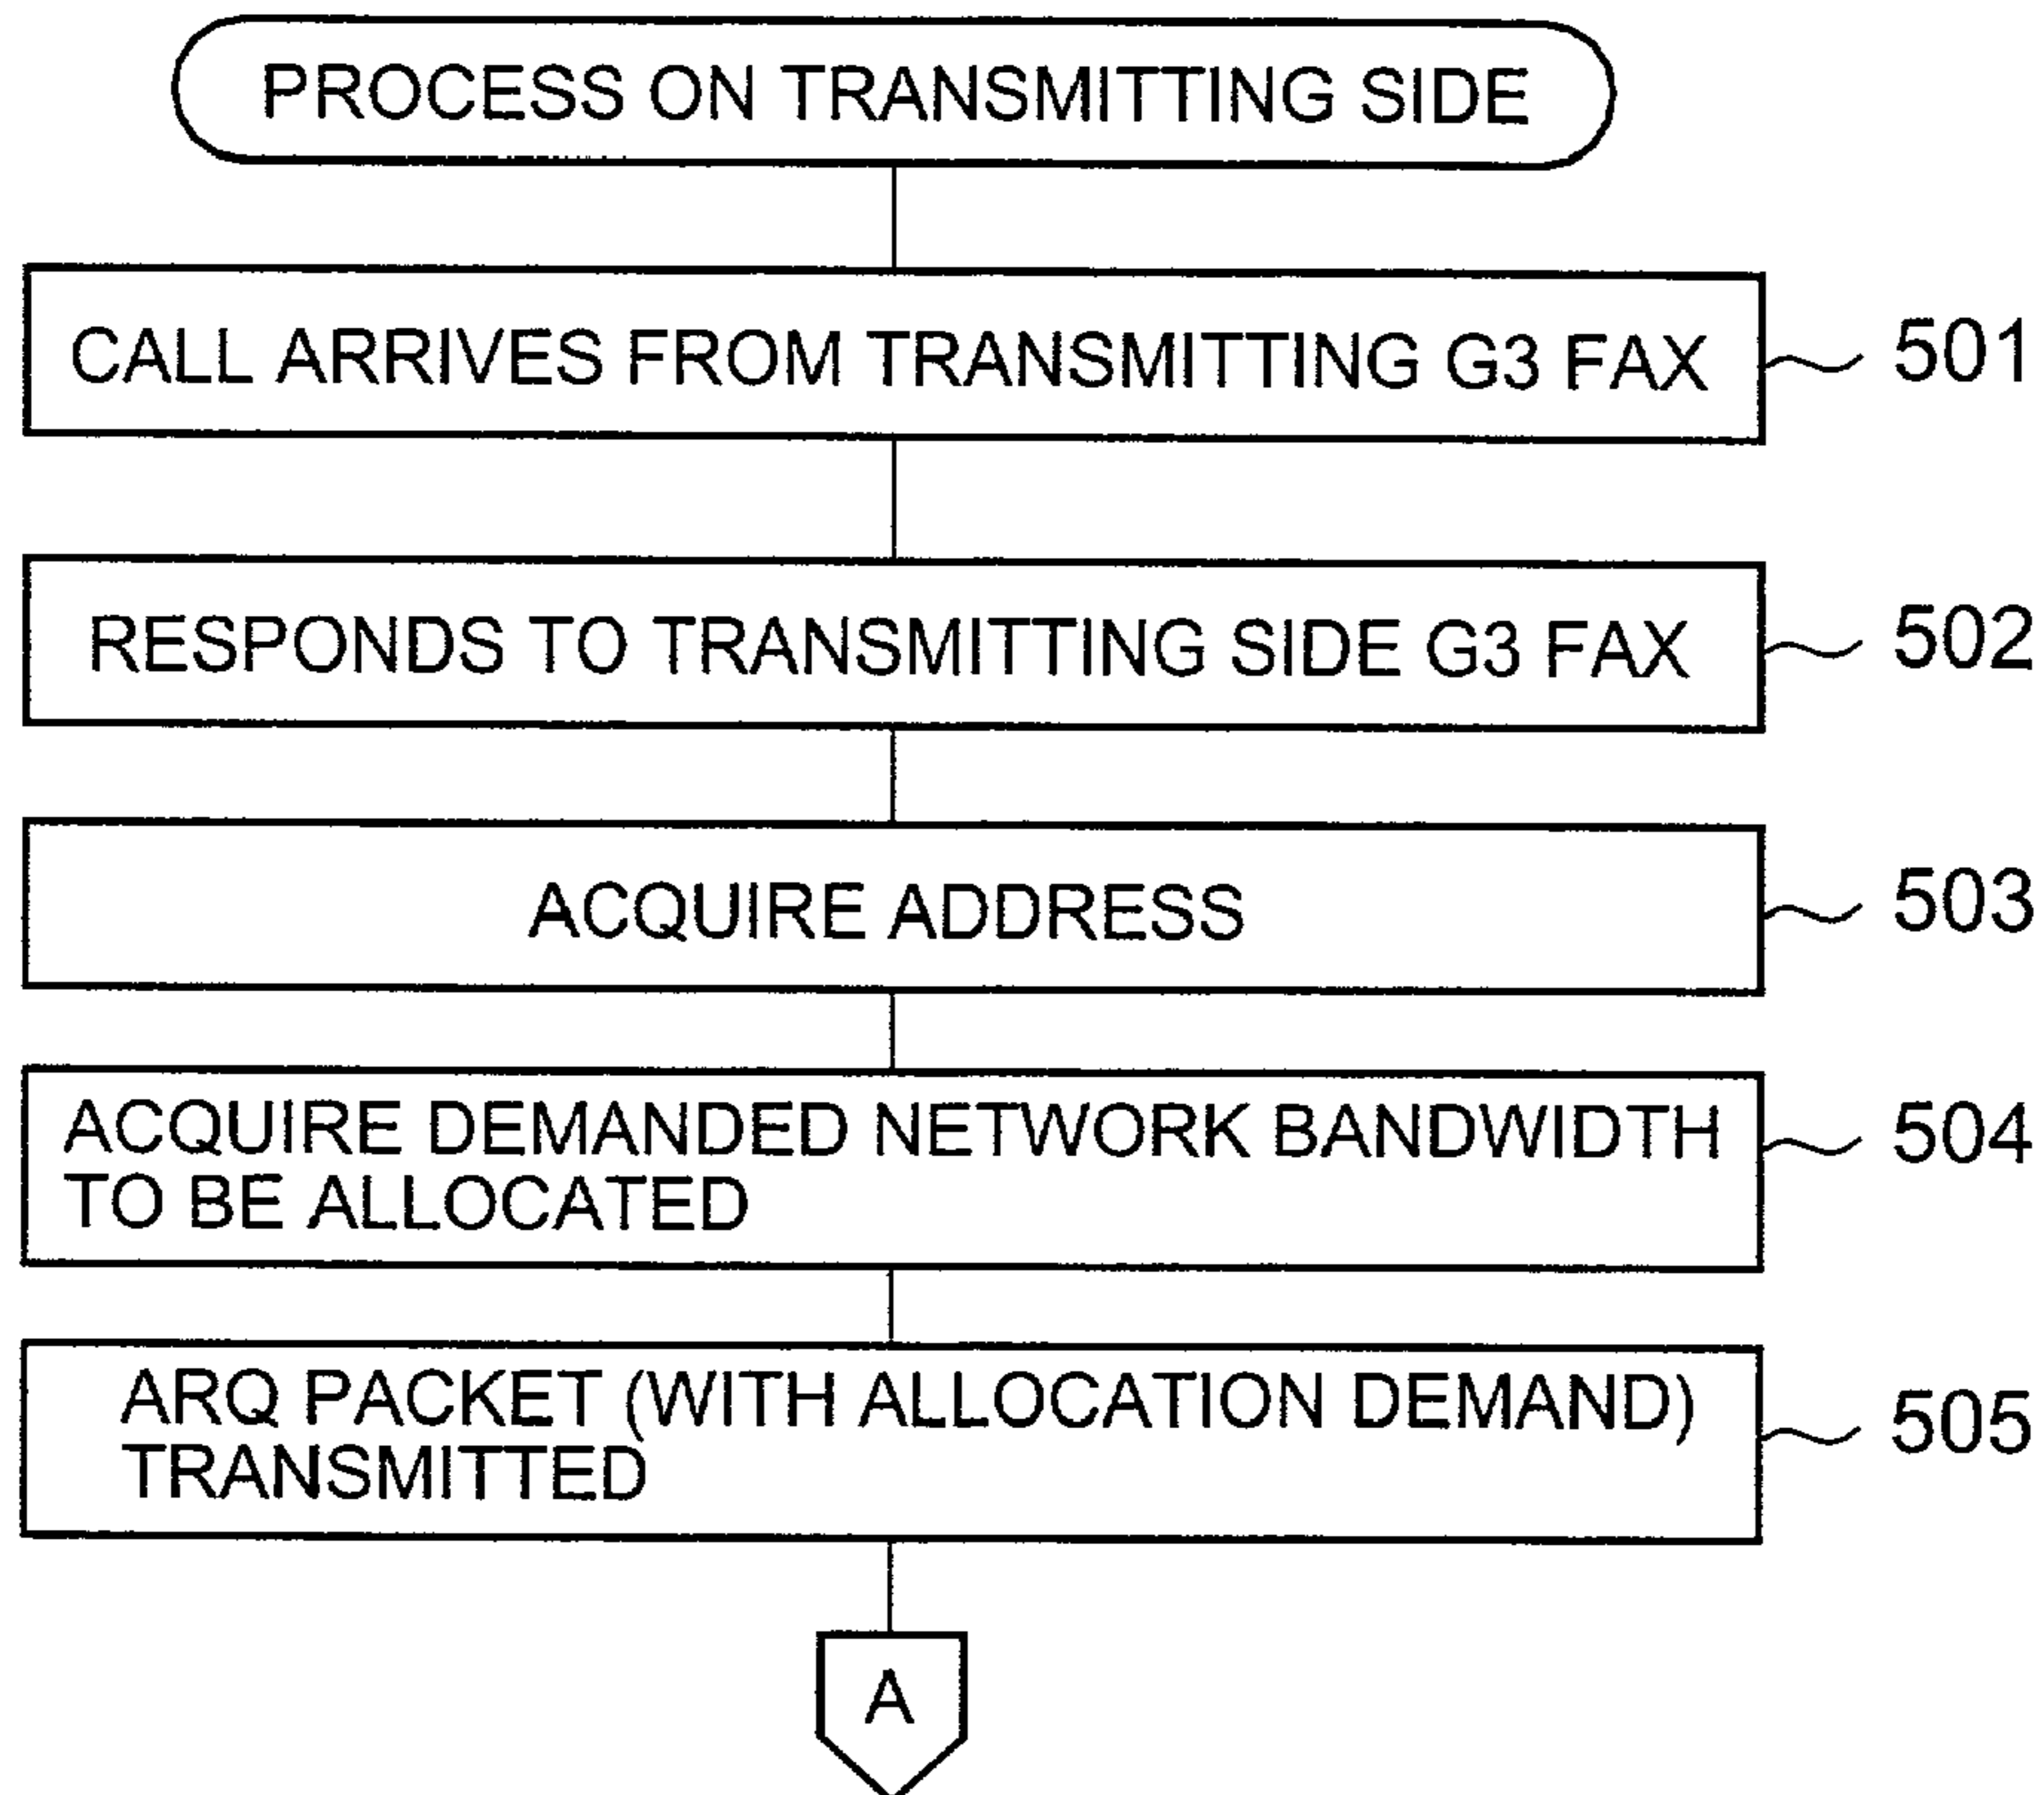 PROCESS ON TRANSMITTING SIDE
CALL ARRIVES FROM TRANSMITTING G3 FAX
501
RESPONDS TO TRANSMITTING SIDE G3 FAX
502
ACQUIRE ADDRESS
503
ACQUIRE DEMANDED NETWORK BANDWIDTH
TO BE ALLOCATED
504
ARQ PACKET (WITH ALLOCATION DEMAND)
TRANSMITTED
505
A